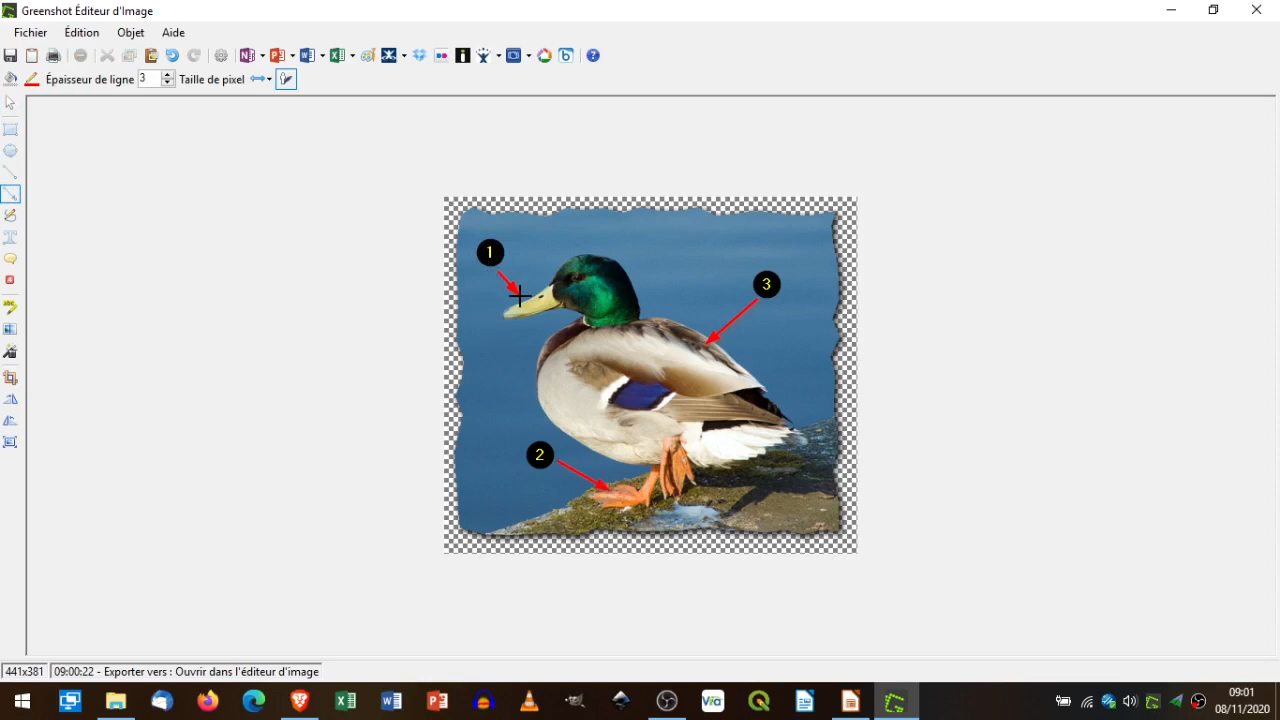 Greenshot Éditeur d'Image
Fichier Édition Objet Aide
Épaisseur de ligne 3 Taille de pixel
1
3
2
441x381 09:00:22 - Exporter vers : Ouvrir dans l'éditeur d'image
09:01
08/11/2020